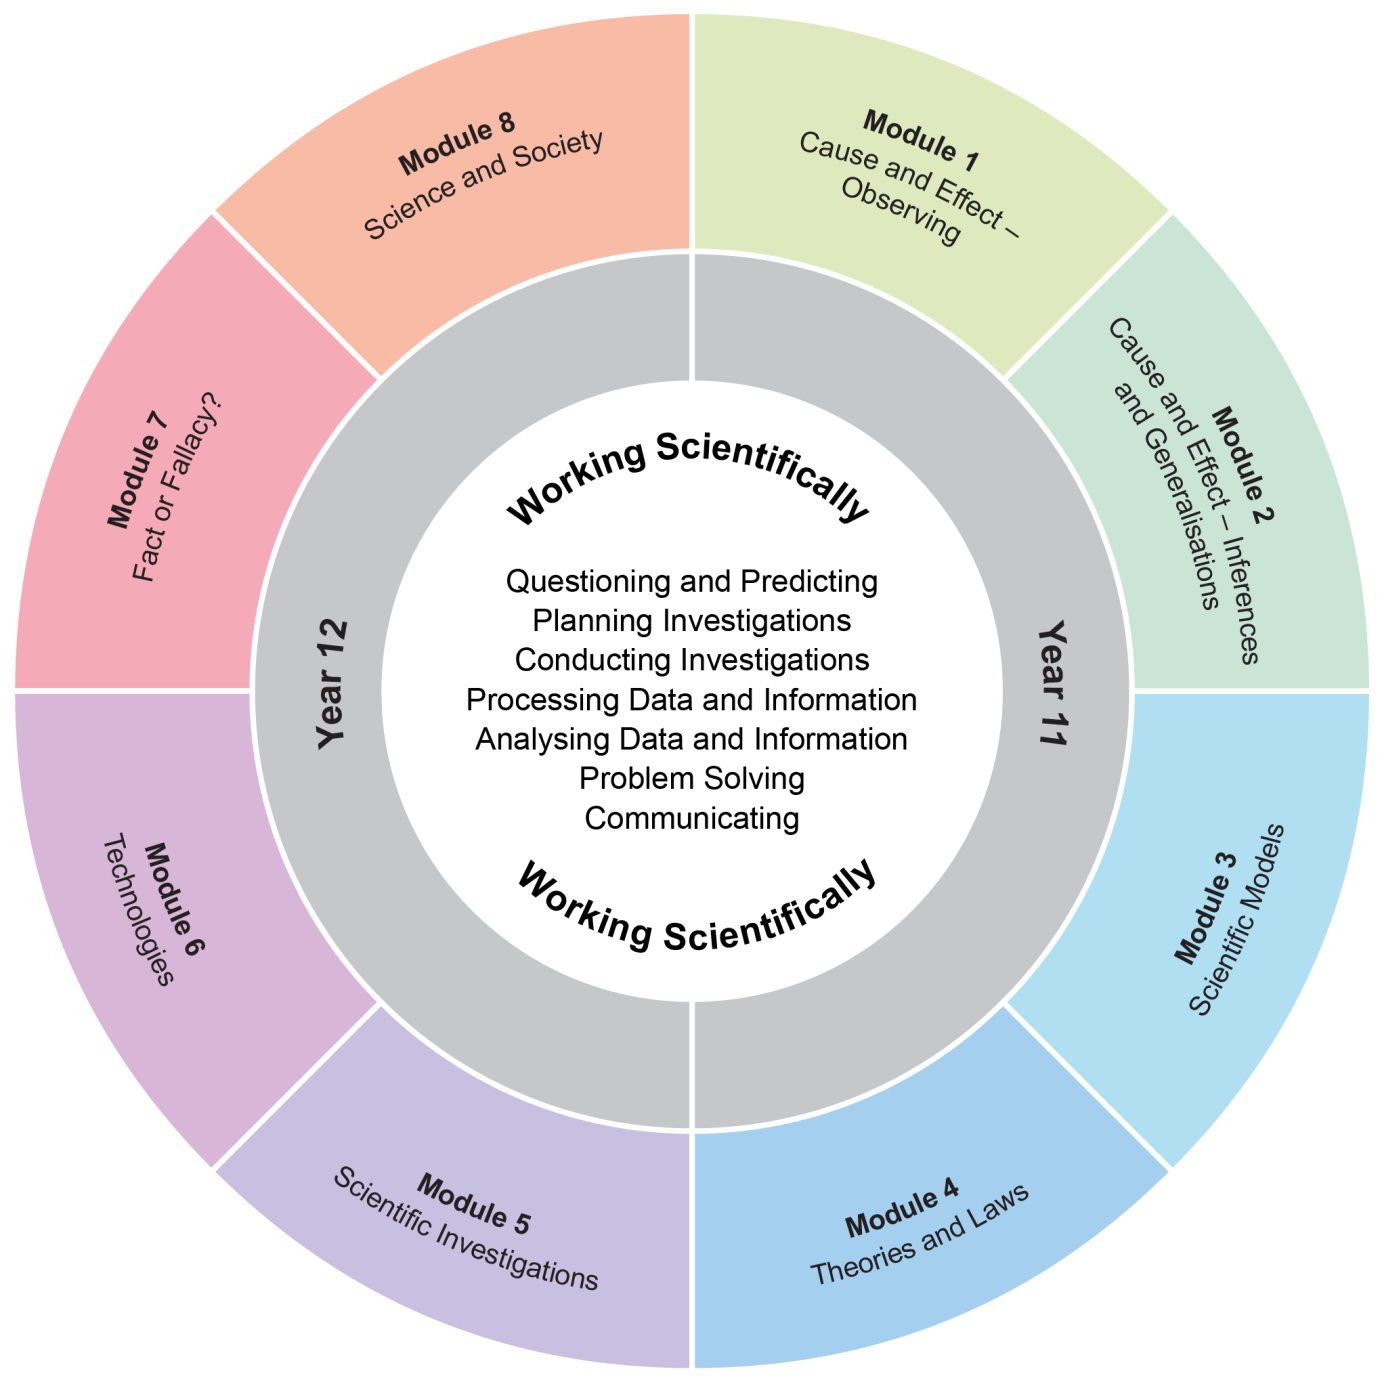 Module 1
Cause and Effect –
Observing
Module 2
Cause and Effect – Inferences
and Generalisations
Module 3
Scientific Models
Module 4
Theories and Laws
Module 5
Scientific Investigations
Module 6
Technologies
Module 7
Fact or Fallacy?
Module 8
Science and Society
Year 11
Year 12
Working Scientifically
Questioning and Predicting
Planning Investigations
Conducting Investigations
Processing Data and Information
Analysing Data and Information
Problem Solving
Communicating
Working Scientifically